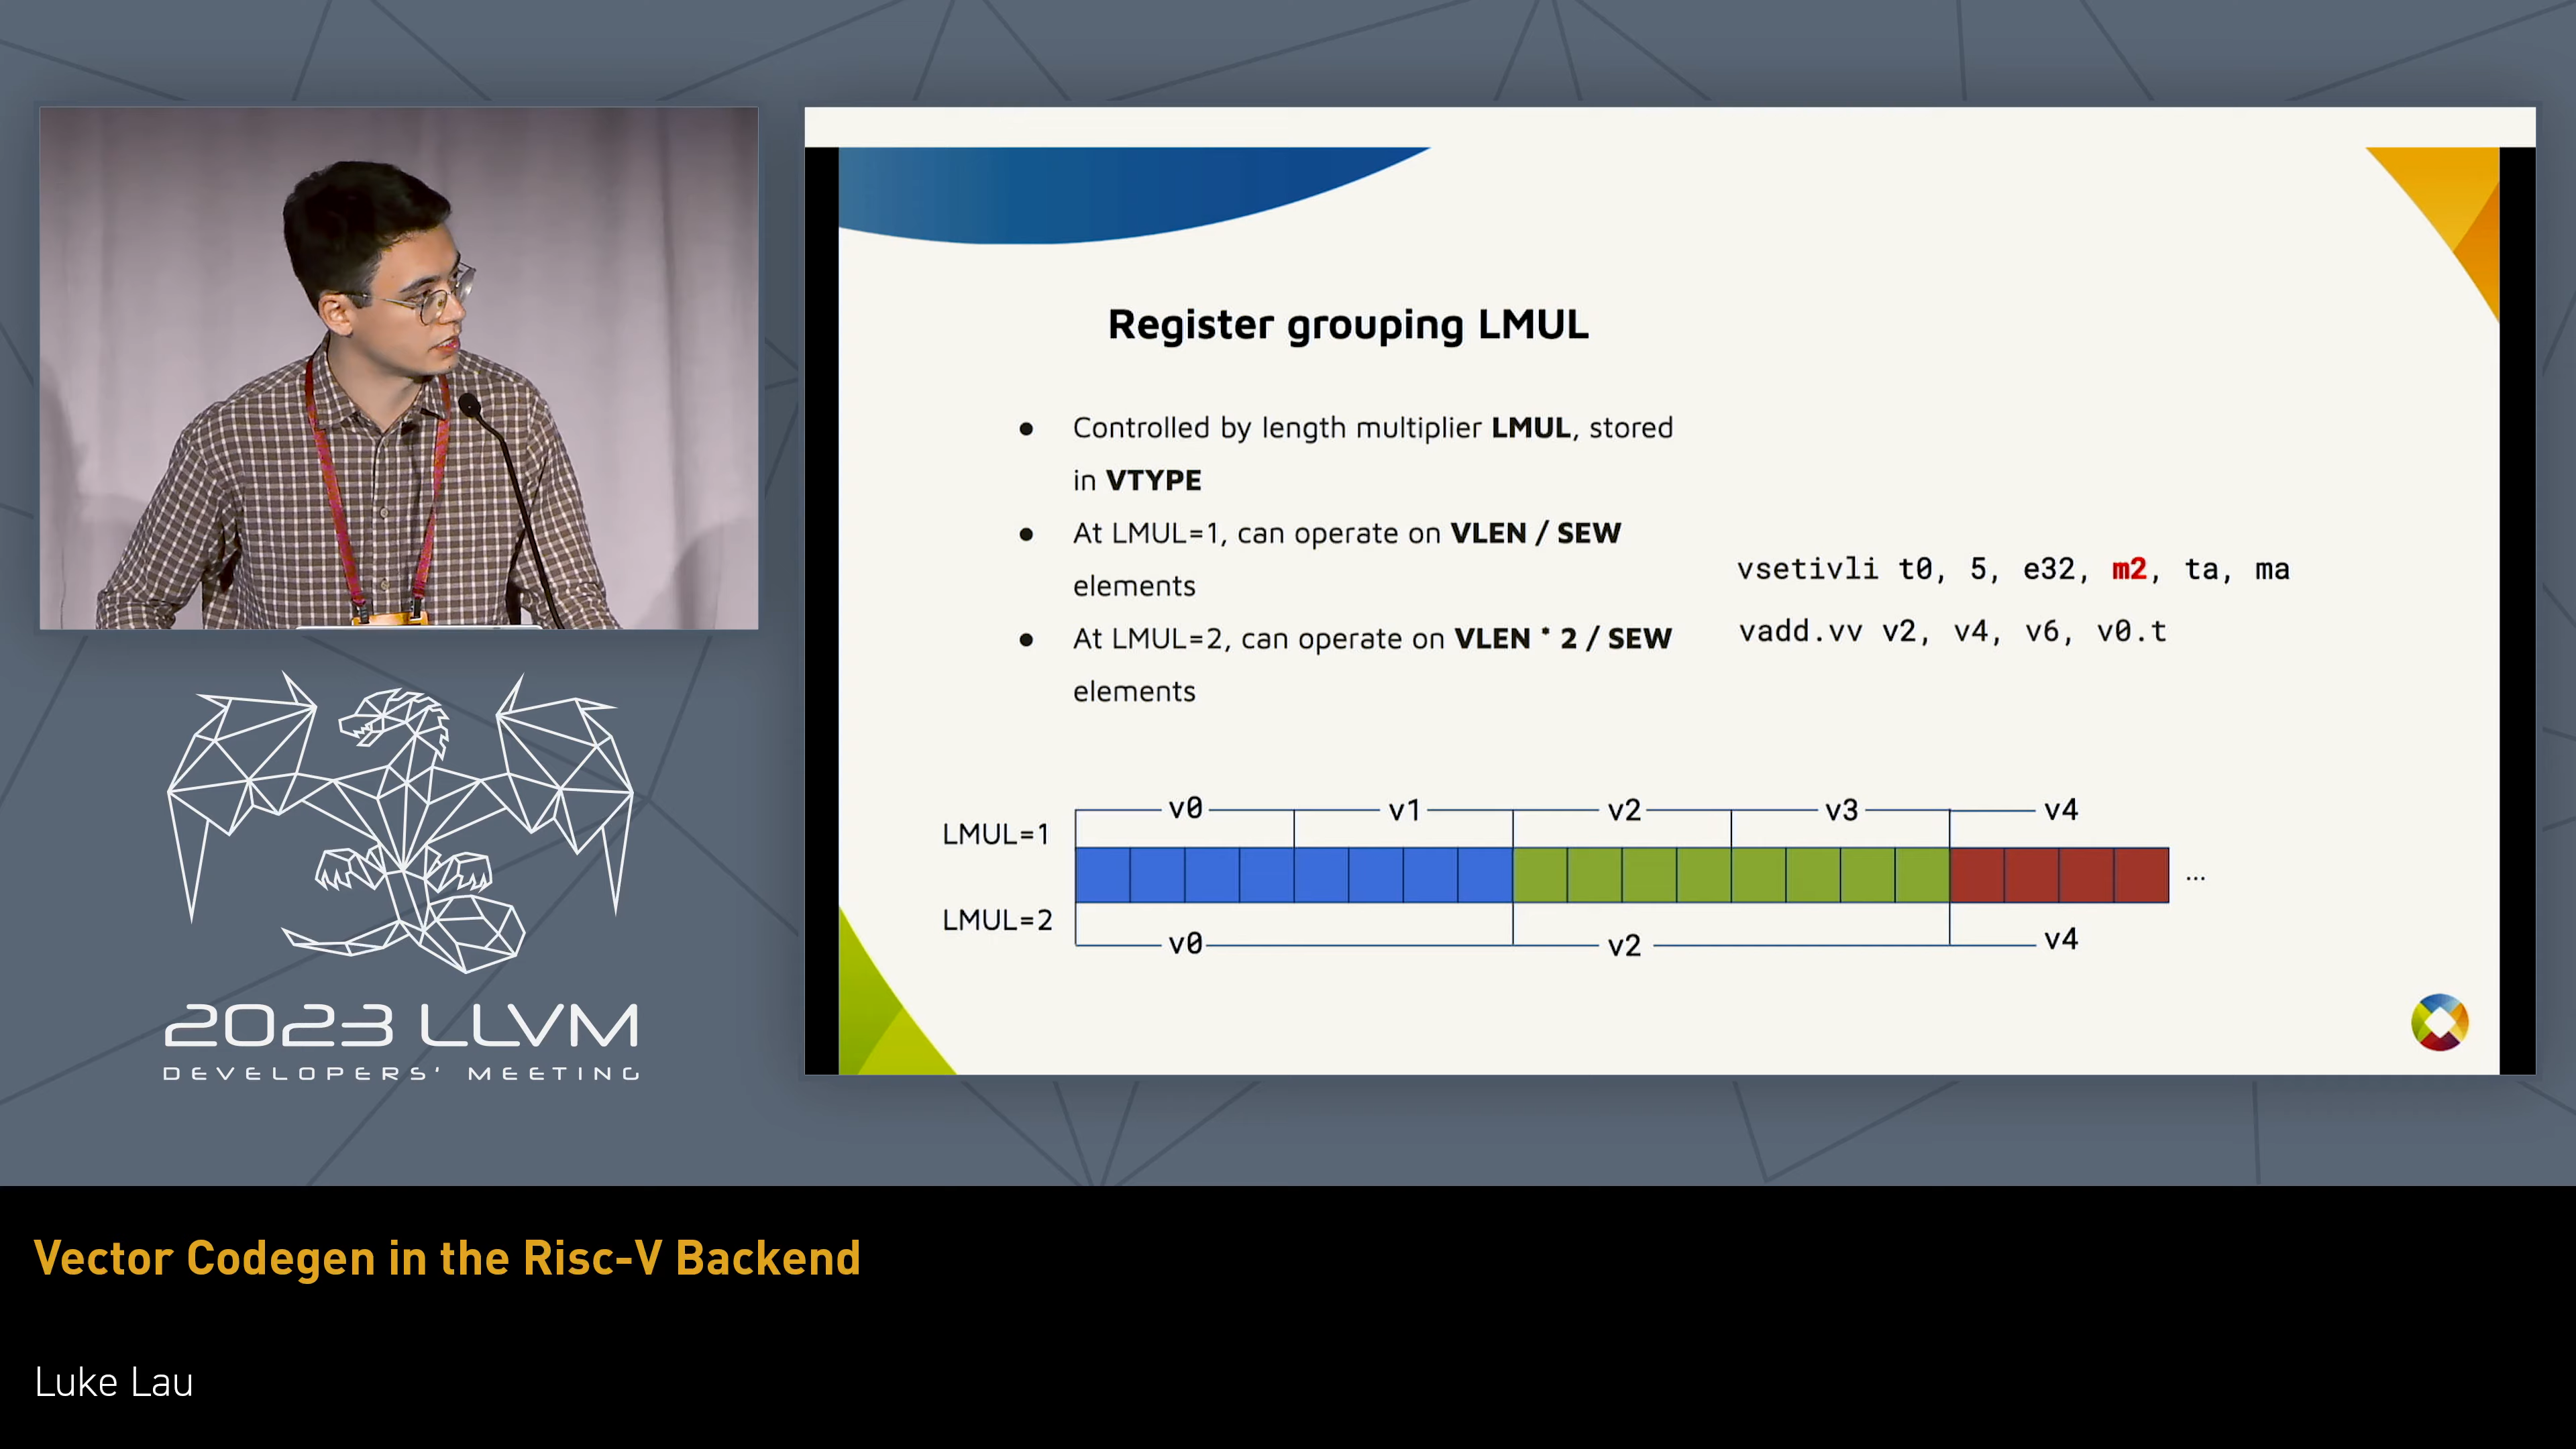 Register grouping LMUL
● Controlled by length multiplier LMUL, stored
in VTYPE
● At LMUL=1, can operate on VLEN / SEW
elements
● At LMUL=2, can operate on VLEN * 2 / SEW
elements
vsetivli t0, 5, e32, m2, ta, ma
vadd.vv v2, v4, v6, v0.t
v0 v1 v2 v3 v4
LMUL=1
...
LMUL=2
v0 v2 v4
2023 LLVM
DEVELOPERS' MEETING
Vector Codegen in the Risc-V Backend
Luke Lau